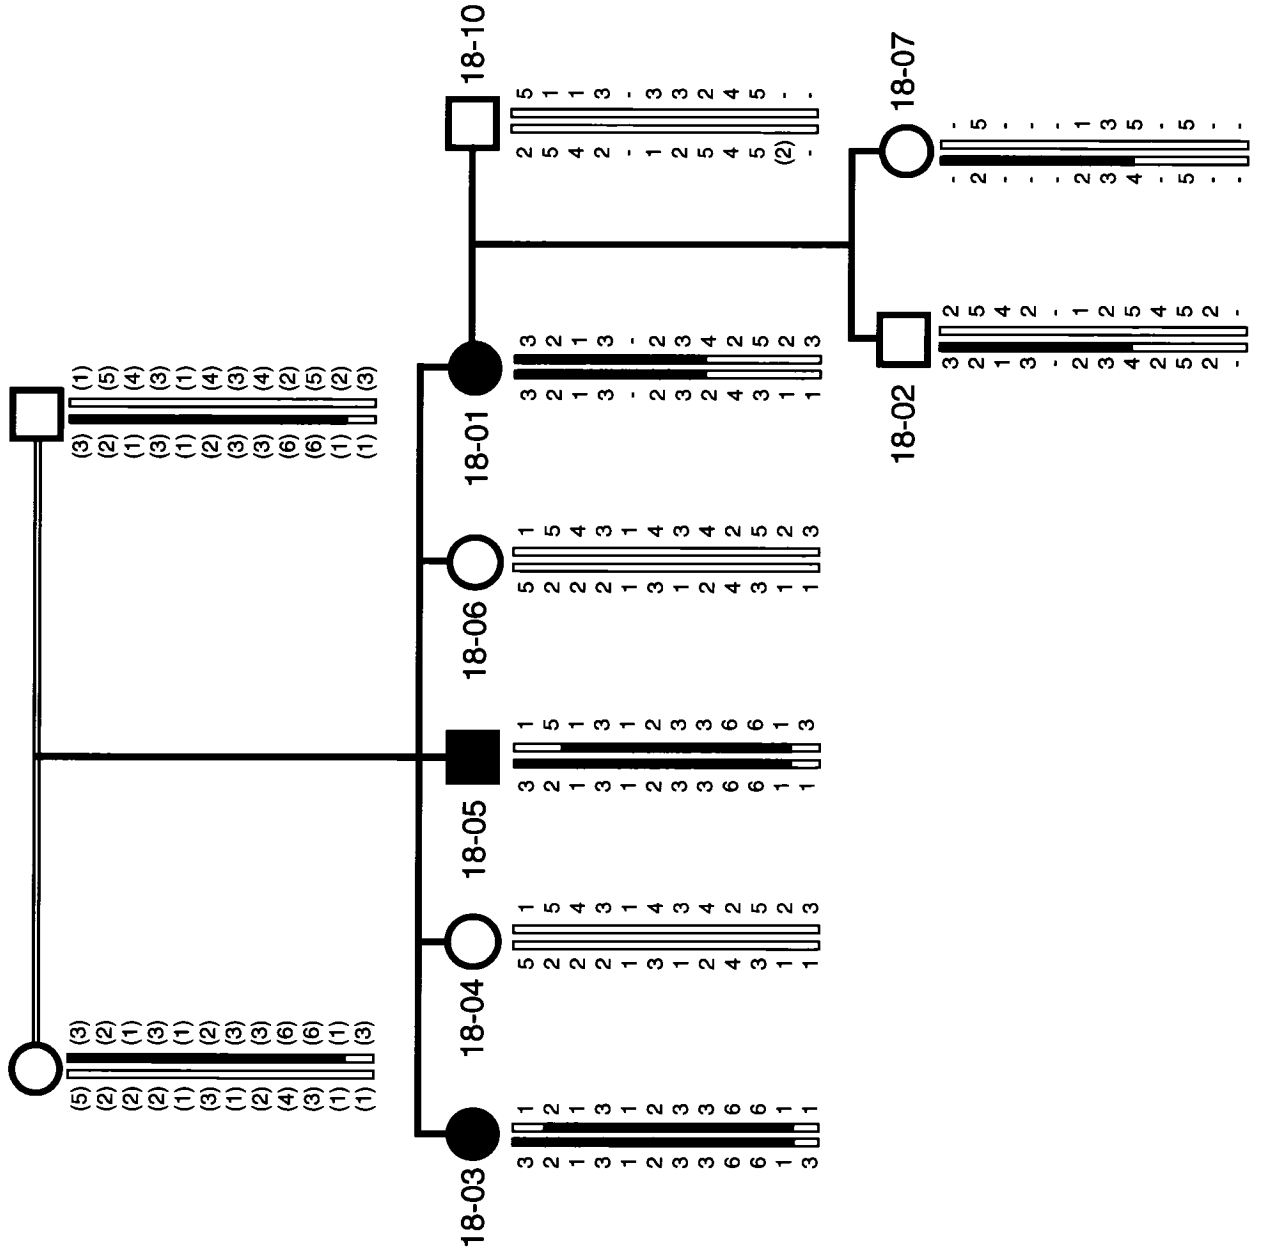 (5) (2) (2) (2) (1) (3) (1) (2) (4) (3) (1) (1)
(3) (2) (1) (3) (1) (2) (3) (3) (6) (6) (1) (3)
(3) (2) (1) (3) (1) (2) (3) (3) (6) (6) (1) (1)
(1) (5) (4) (3) (1) (4) (3) (4) (2) (5) (2) (3)
18-03
3 2 1 3 1 2 3 3 6 6 1 3
1 2 1 3 1 2 3 3 6 6 1 1
18-04
5 2 2 2 1 3 1 2 4 3 1 1
1 5 4 3 1 4 3 4 2 5 2 3
18-05
3 2 1 3 1 2 3 3 6 6 1 1
1 5 1 3 1 2 3 3 6 6 1 3
18-06
5 2 2 2 1 3 1 2 4 3 1 1
1 5 4 3 1 4 3 4 2 5 2 3
18-01
3 2 1 3 - 2 3 2 4 3 1 1
3 2 1 3 - 2 3 4 2 5 2 3
18-10
2 5 4 2 - 1 2 5 4 5 (2) -
5 1 1 3 - 3 3 2 4 5 - -
18-02
3 2 1 3 - 2 3 4 2 5 2 -
2 5 4 2 - 1 2 5 4 5 2 -
18-07
- 2 - - - 2 3 4 - 5 - -
- 5 - - - 1 3 5 - 5 - -